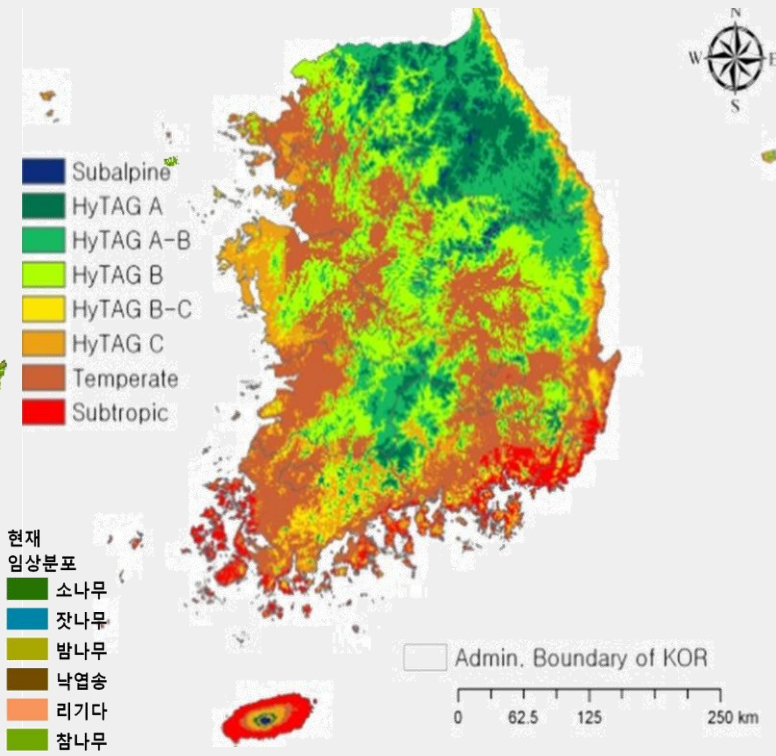 N
W E
S
Subalpine
HyTAG A
HyTAG A-B
HyTAG B
HyTAG B-C
HyTAG C
Temperate
Subtropic
현재
임상분포
소나무
잣나무
밤나무
낙엽송
리기다
참나무
Admin. Boundary of KOR
0 62.5 125 250 km